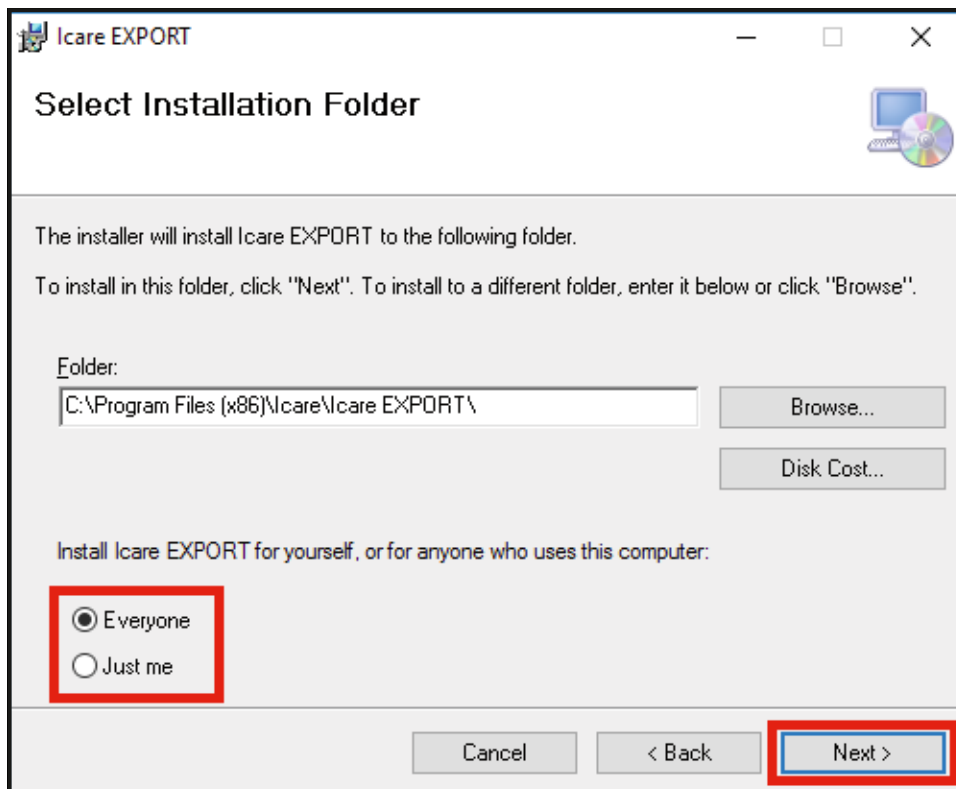 Icare EXPORT
Select Installation Folder
The installer will install Icare EXPORT to the following folder.
To install in this folder, click "Next". To install to a different folder, enter it below or click "Browse".
Folder:
C:\Program Files (x86)\Icare\Icare EXPORT\
Browse...
Disk Cost...
Install Icare EXPORT for yourself, or for anyone who uses this computer:
Everyone
Just me
Cancel
< Back
Next >